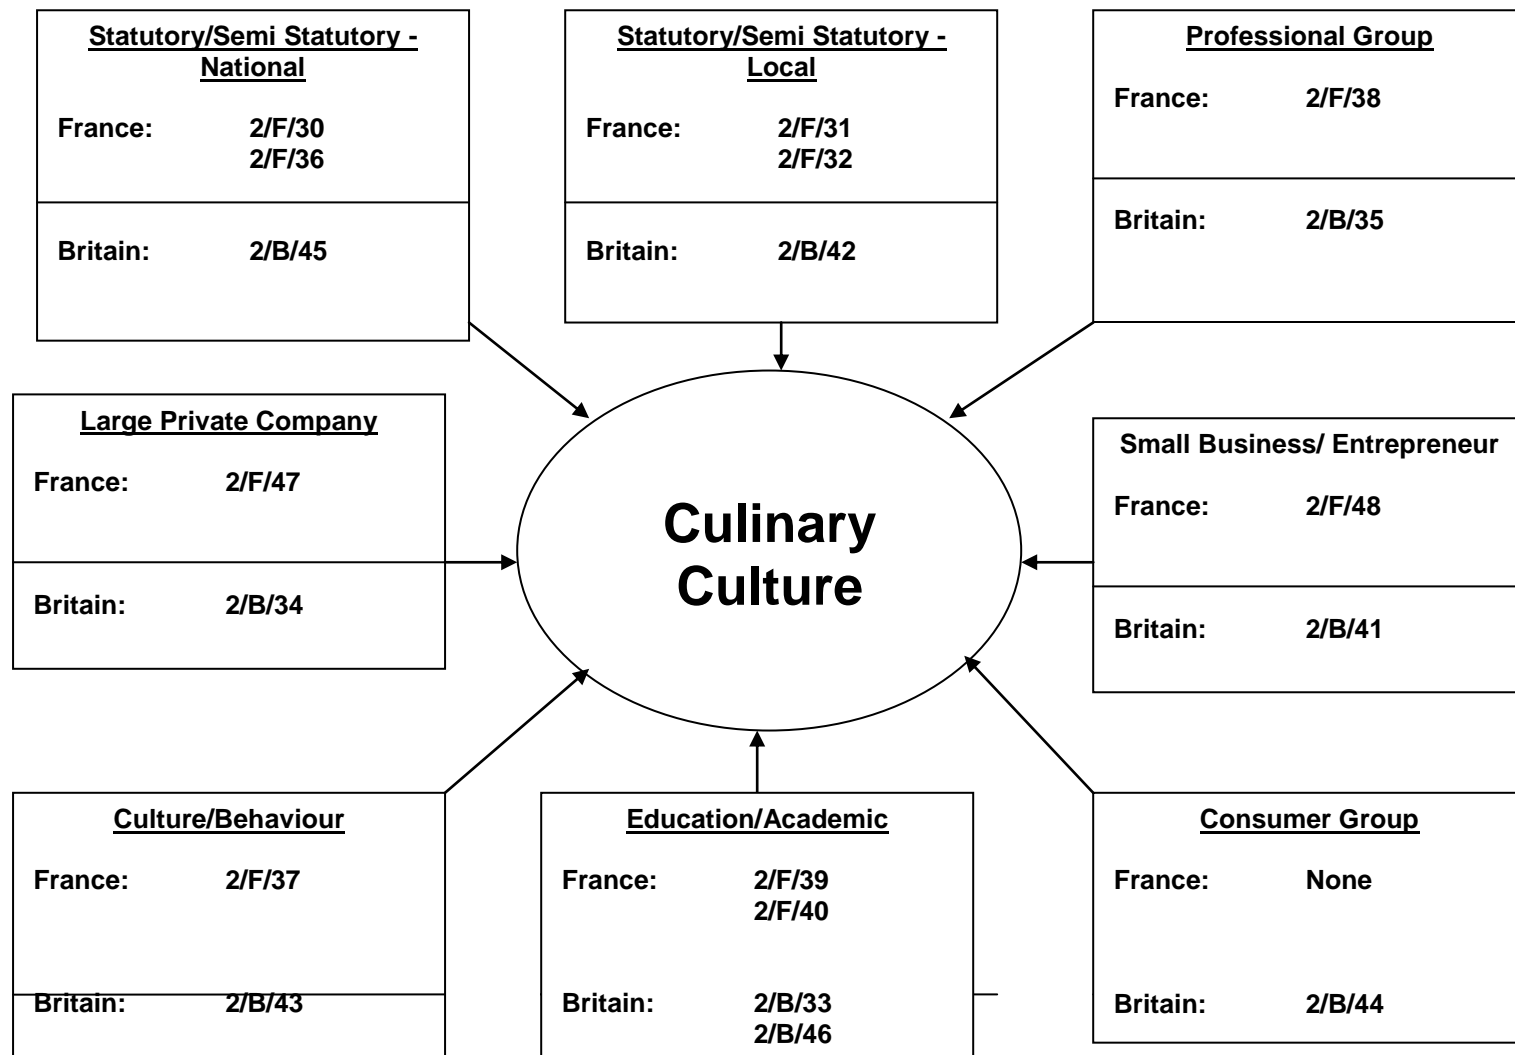 Statutory/Semi Statutory -
National
France: 2/F/30
2/F/36
Britain: 2/B/45
Statutory/Semi Statutory -
Local
France: 2/F/31
2/F/32
Britain: 2/B/42
Professional Group
France: 2/F/38
Britain: 2/B/35
Large Private Company
France: 2/F/47
Britain: 2/B/34
Culinary
Culture
Small Business/ Entrepreneur
France: 2/F/48
Britain: 2/B/41
Culture/Behaviour
France: 2/F/37
Britain: 2/B/43
Education/Academic
France: 2/F/39
2/F/40
Britain: 2/B/33
2/B/46
Consumer Group
France: None
Britain: 2/B/44